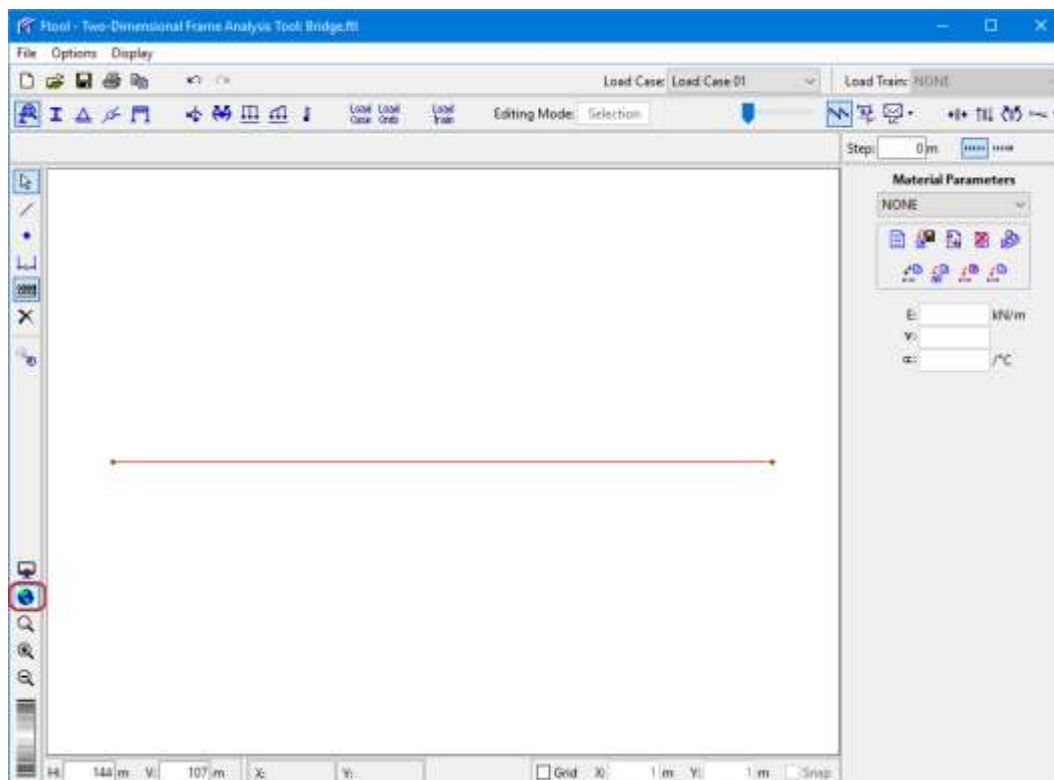 Ftool - Two-Dimensional Frame Analysis Tool: Bridge.ftl
File Options Display
Load Case: Load Case 01 Load Train: NONE
Load Case Load Comb Load Train Editing Mode: Selection
Step: 0 m
Material Parameters
NONE
E: kN/m
ν:
α: /°C
H: 144 m V: 107 m X: Y: Grid X: 1 m Y: 1 m Snap